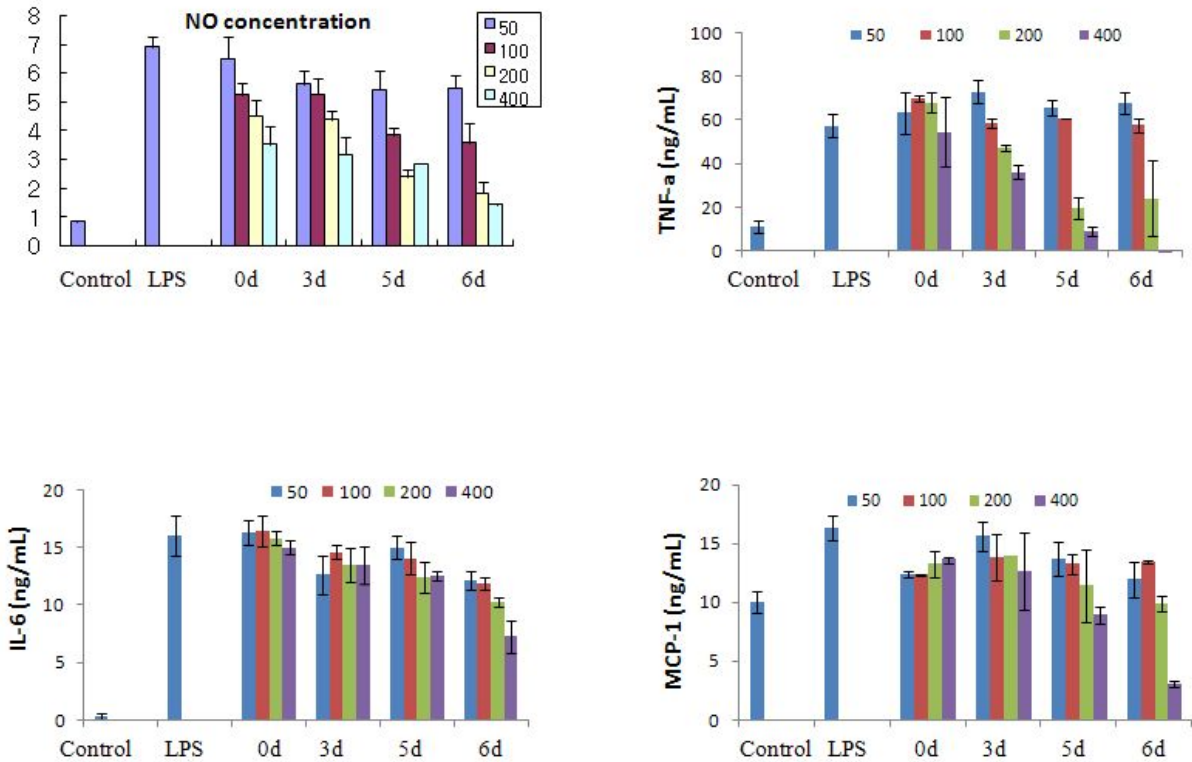 NO concentration
50
100
200
400
8
7
6
5
4
3
2
1
0
Control LPS 0d 3d 5d 6d
TNF-a (ng/mL)
50 100 200 400
100
80
60
40
20
0
Control LPS 0d 3d 5d 6d
IL-6 (ng/mL)
50 100 200 400
20
15
10
5
0
Control LPS 0d 3d 5d 6d
MCP-1 (ng/mL)
50 100 200 400
20
15
10
5
0
Control LPS 0d 3d 5d 6d